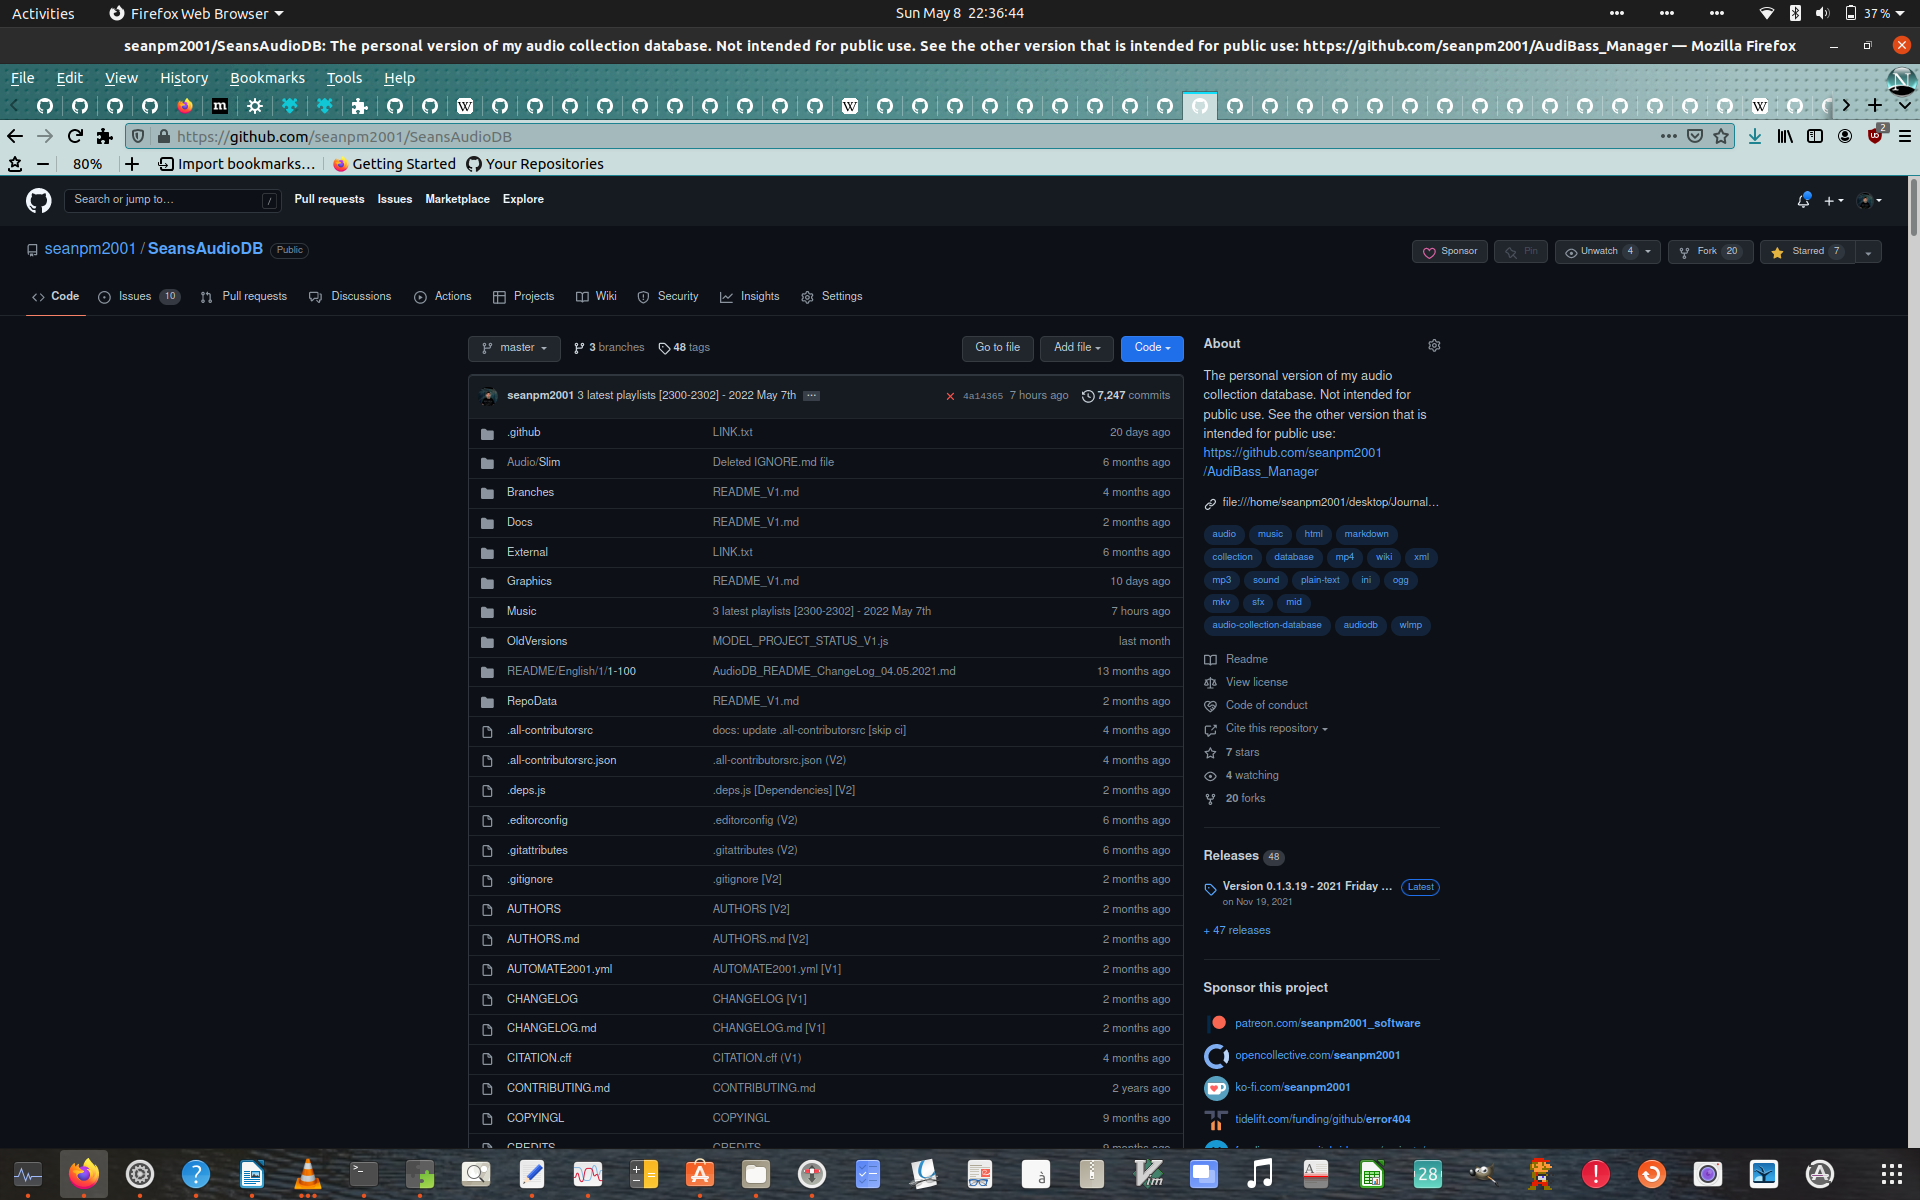 Activities
Firefox Web Browser
Sun May 8 22:36:44
37 %
seanpm2001/SeansAudioDB: The personal version of my audio collection database. Not intended for public use. See the other version that is intended for public use: https://github.com/seanpm2001/AudiBass_Manager — Mozilla Firefox
File Edit View History Bookmarks Tools Help
https://github.com/seanpm2001/SeansAudioDB
2
80%
Import bookmarks...
Getting Started
Your Repositories
Search or jump to...
/
Pull requests Issues Marketplace Explore
seanpm2001 / SeansAudioDB
Public
Sponsor
Pin
Unwatch 4
Fork 20
Starred 7
Code
Issues 10
Pull requests
Discussions
Actions
Projects
Wiki
Security
Insights
Settings
master
3 branches
48 tags
Go to file
Add file
Code
seanpm2001 3 latest playlists [2300-2302] - 2022 May 7th ...
4a14365 7 hours ago
7,247 commits
.github LINK.txt 20 days ago
Audio/Slim Deleted IGNORE.md file 6 months ago
Branches README_V1.md 4 months ago
Docs README_V1.md 2 months ago
External LINK.txt 6 months ago
Graphics README_V1.md 10 days ago
Music 3 latest playlists [2300-2302] - 2022 May 7th 7 hours ago
OldVersions MODEL_PROJECT_STATUS_V1.js last month
README/English/1/1-100 AudioDB_README_ChangeLog_04.05.2021.md 13 months ago
RepoData README_V1.md 2 months ago
.all-contributorsrc docs: update .all-contributorsrc [skip ci] 4 months ago
.all-contributorsrc.json .all-contributorsrc.json (V2) 4 months ago
.deps.js .deps.js [Dependencies] [V2] 2 months ago
.editorconfig .editorconfig (V2) 6 months ago
.gitattributes .gitattributes (V2) 6 months ago
.gitignore .gitignore [V2] 2 months ago
AUTHORS AUTHORS [V2] 2 months ago
AUTHORS.md AUTHORS.md [V2] 2 months ago
AUTOMATE2001.yml AUTOMATE2001.yml [V1] 2 months ago
CHANGELOG CHANGELOG [V1] 2 months ago
CHANGELOG.md CHANGELOG.md [V1] 2 months ago
CITATION.cff CITATION.cff (V1) 4 months ago
CONTRIBUTING.md CONTRIBUTING.md 2 years ago
COPYINGL COPYINGL 9 months ago
CREDITS CREDITS 9 months ago
About
The personal version of my audio
collection database. Not intended for
public use. See the other version that is
intended for public use:
https://github.com/seanpm2001
/AudiBass_Manager
file:///home/seanpm2001/desktop/Journal...
audio music html markdown
collection database mp4 wiki xml
mp3 sound plain-text ini ogg
mkv sfx mid
audio-collection-database audiodb wlmp
Readme
View license
Code of conduct
Cite this repository
7 stars
4 watching
20 forks
Releases 48
Version 0.1.3.19 - 2021 Friday ... Latest
on Nov 19, 2021
+ 47 releases
Sponsor this project
patreon.com/seanpm2001_software
opencollective.com/seanpm2001
ko-fi.com/seanpm2001
tidelift.com/funding/github/error404
28